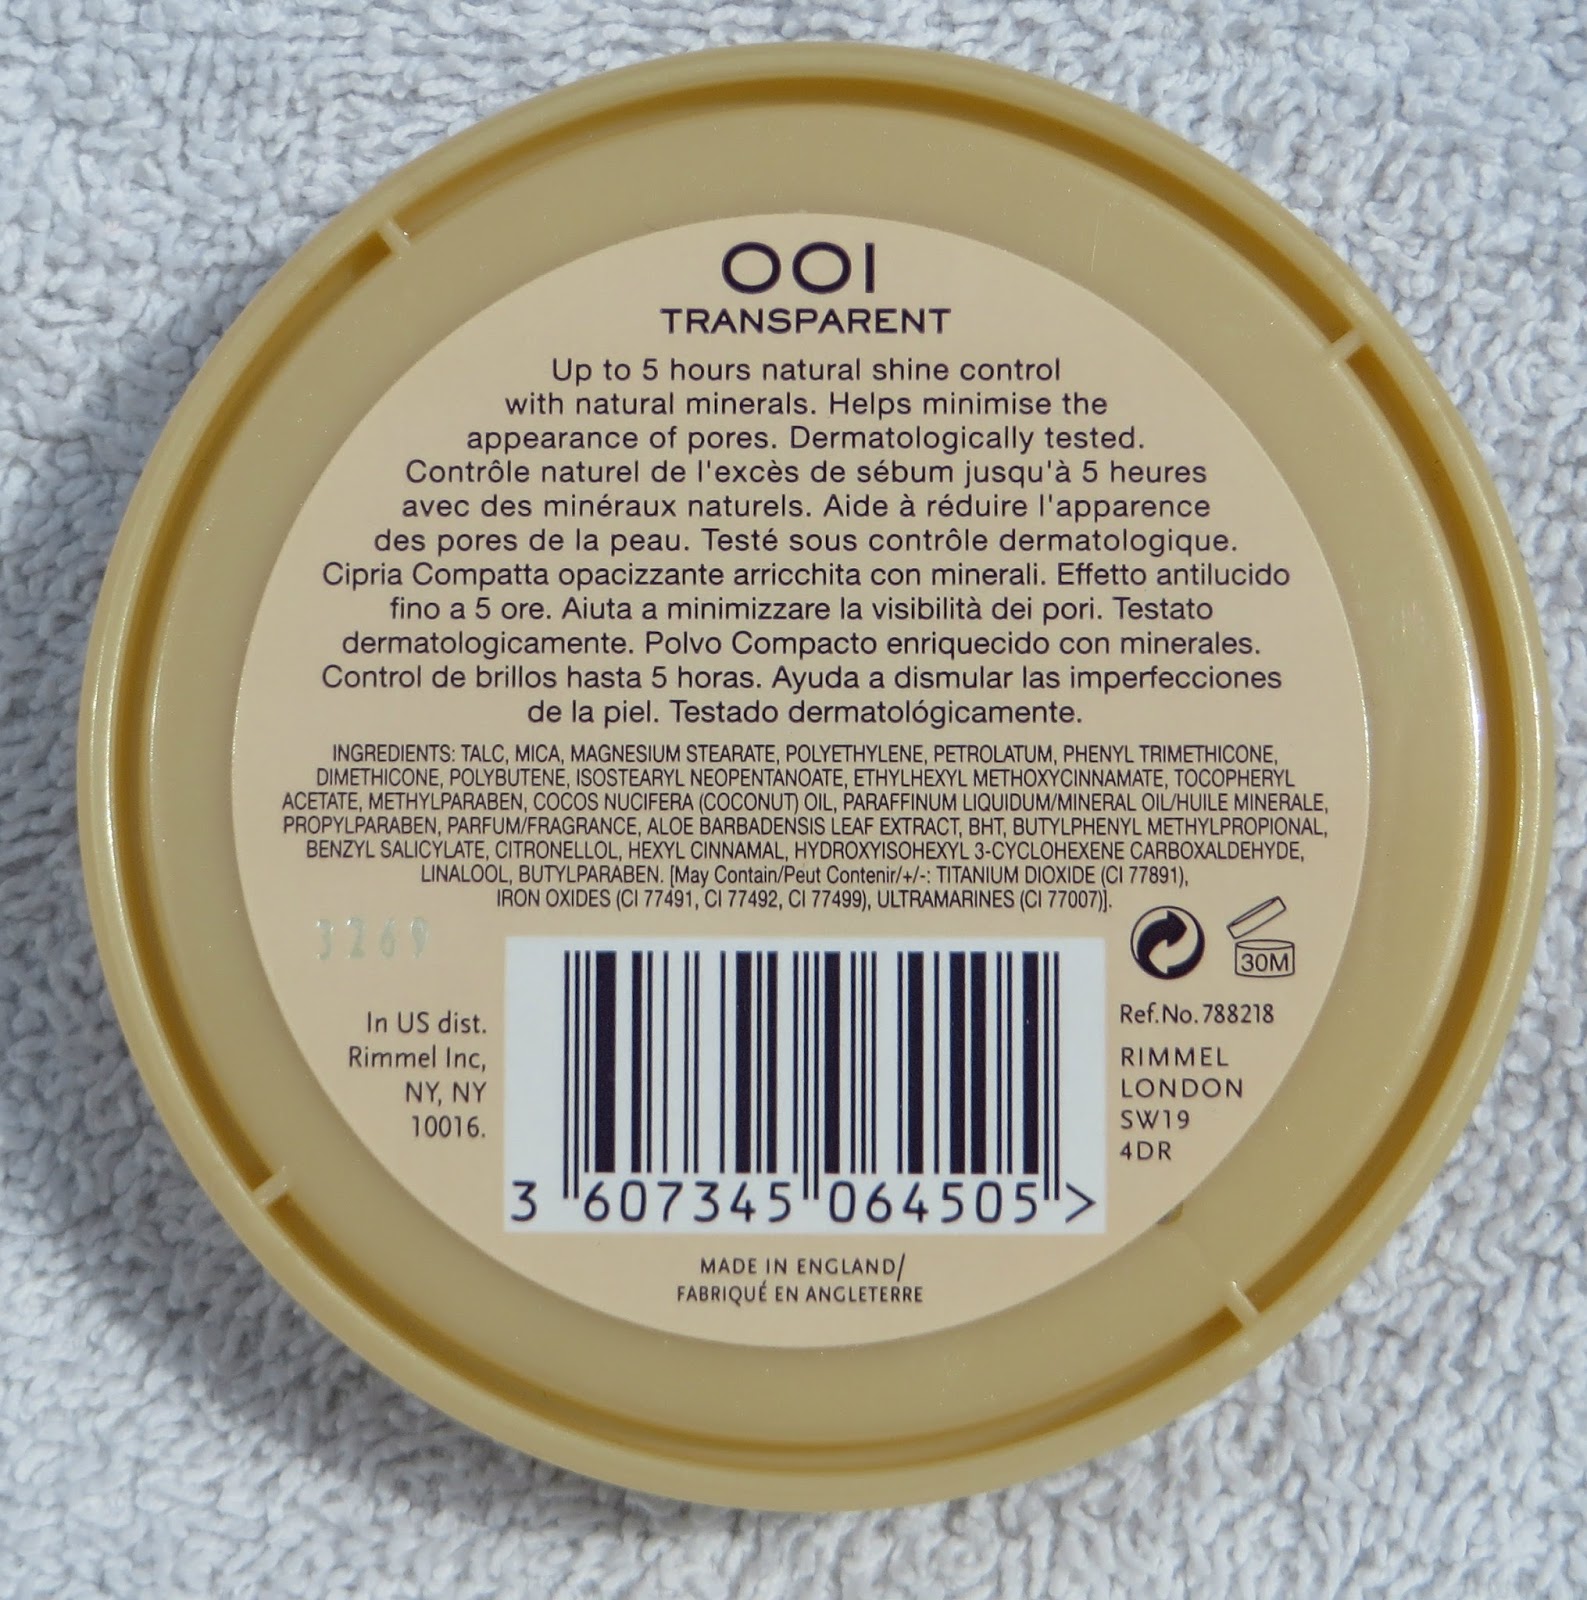 001
TRANSPARENT
Up to 5 hours natural shine control
with natural minerals. Helps minimise the
appearance of pores. Dermatologically tested.
Contrôle naturel de l'excès de sébum jusqu'à 5 heures
avec des minéraux naturels. Aide à réduire l'apparence
des pores de la peau. Testé sous contrôle dermatologique.
Cipria Compatta opacizzante arricchita con minerali. Effetto antilucido
fino a 5 ore. Aiuta a minimizzare la visibilità dei pori. Testato
dermatologicamente. Polvo Compacto enriquecido con minerales.
Control de brillos hasta 5 horas. Ayuda a dismular las imperfecciones
de la piel. Testado dermatológicamente.
INGREDIENTS: TALC, MICA, MAGNESIUM STEARATE, POLYETHYLENE, PETROLATUM, PHENYL TRIMETHICONE,
DIMETHICONE, POLYBUTENE, ISOSTEARYL NEOPENTANOATE, ETHYLHEXYL METHOXYCINNAMATE, TOCOPHERYL
ACETATE, METHYLPARABEN, COCOS NUCIFERA (COCONUT) OIL, PARAFFINUM LIQUIDUM/MINERAL OIL/HUILE MINERALE,
PROPYLPARABEN, PARFUM/FRAGRANCE, ALOE BARBADENSIS LEAF EXTRACT, BHT, BUTYLPHENYL METHYLPROPIONAL,
BENZYL SALICYLATE, CITRONELLOL, HEXYL CINNAMAL, HYDROXYISOHEXYL 3-CYCLOHEXENE CARBOXALDEHYDE,
LINALOOL, BUTYLPARABEN. [May Contain/Peut Contenir/+/-: TITANIUM DIOXIDE (CI 77891),
IRON OXIDES (CI 77491, CI 77492, CI 77499), ULTRAMARINES (CI 77007)].
3269
30M
In US dist.
Rimmel Inc,
NY, NY
10016.
Ref.No.788218
RIMMEL
LONDON
SW19
4DR
3 607345 064505 >
MADE IN ENGLAND/
FABRIQUÉ EN ANGLETERRE